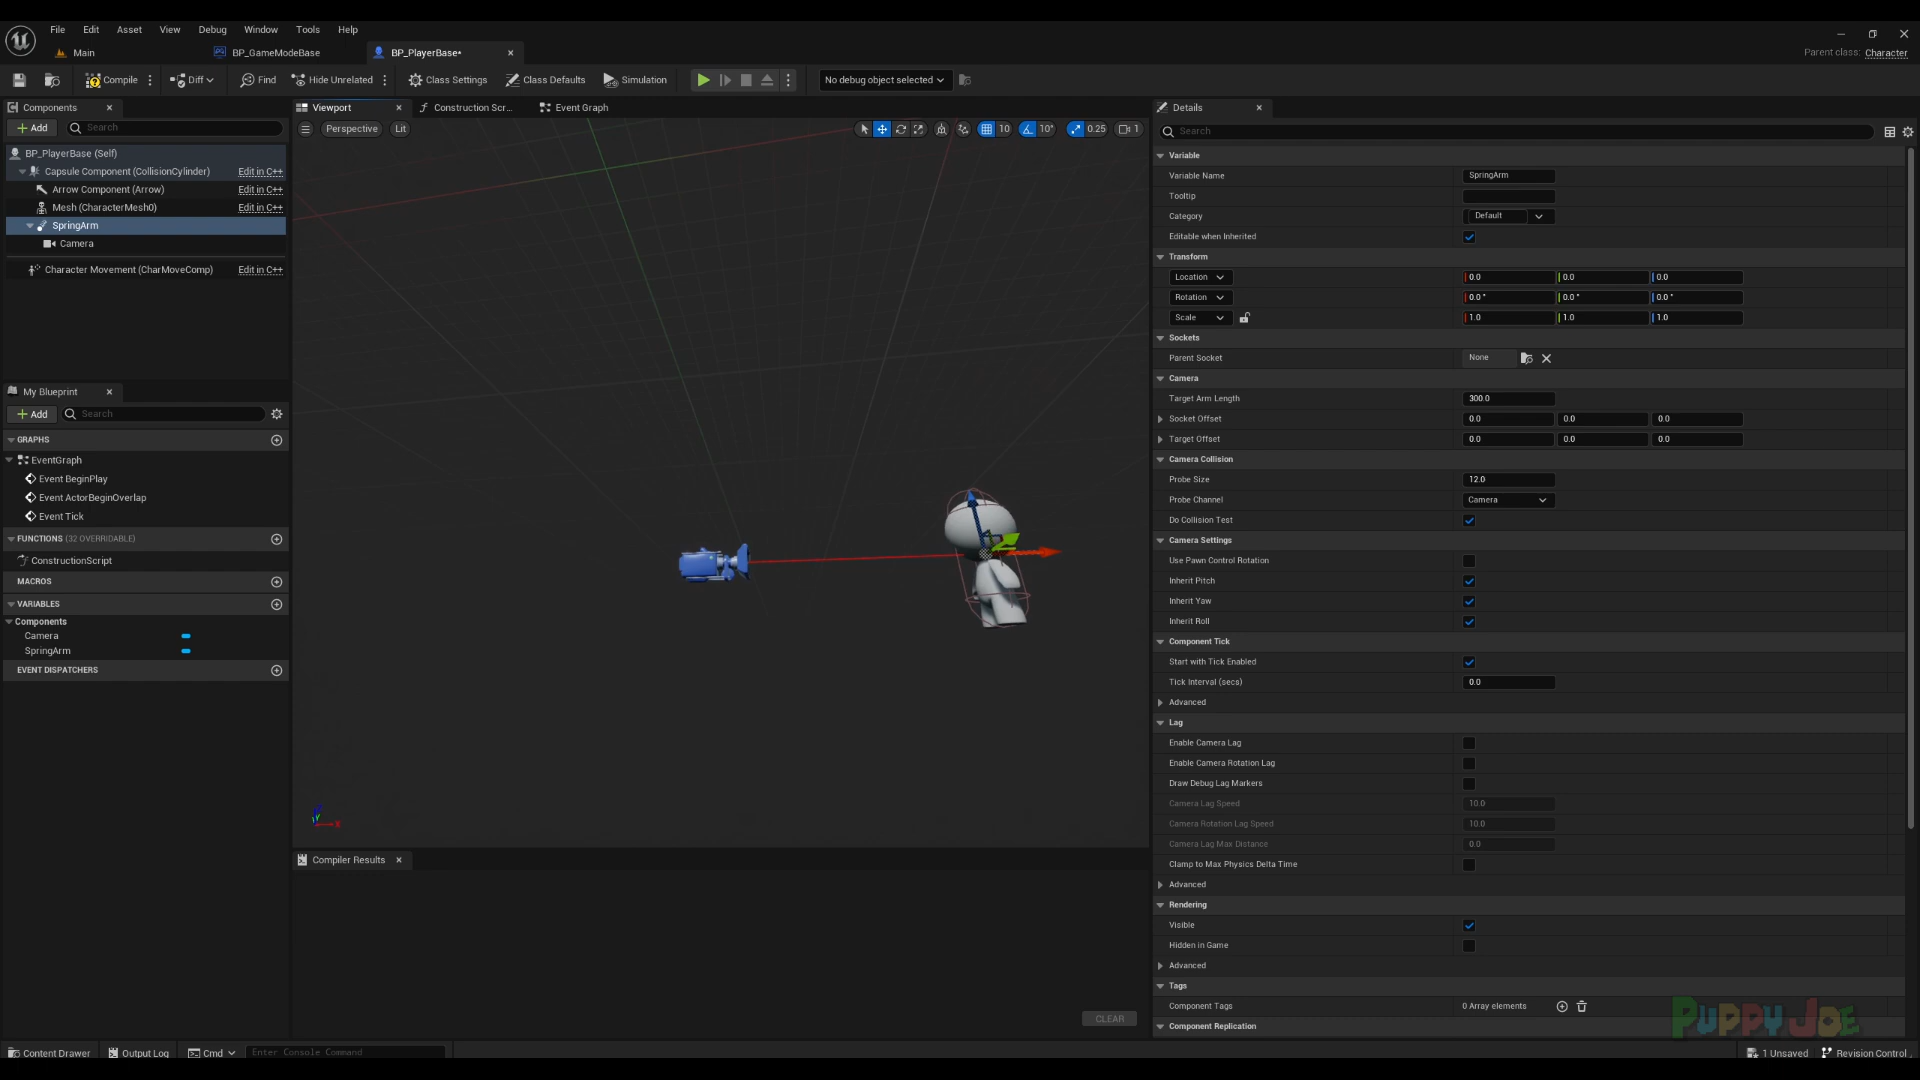 File Edit Asset View Debug Window Tools Help
Main BP_GameModeBase BP_PlayerBase* Parent class: Character
Compile Diff Find Hide Unrelated Class Settings Class Defaults Simulation No debug object selected
Components Viewport Construction Scr... Event Graph Details
Add Search Perspective Lit 10 10° 0.25 1 Search
BP_PlayerBase (Self)
Capsule Component (CollisionCylinder) Edit in C++
Arrow Component (Arrow) Edit in C++
Mesh (CharacterMesh0) Edit in C++
SpringArm
Camera
Character Movement (CharMoveComp) Edit in C++
My Blueprint
Add Search
GRAPHS
EventGraph
Event BeginPlay
Event ActorBeginOverlap
Event Tick
FUNCTIONS (32 OVERRIDABLE)
ConstructionScript
MACROS
VARIABLES
Components
Camera
SpringArm
EVENT DISPATCHERS
X
Compiler Results
CLEAR
Variable
Variable Name SpringArm
Tooltip
Category Default
Editable when Inherited
Transform
Location 0.0 0.0 0.0
Rotation 0.0 ° 0.0 ° 0.0 °
Scale 1.0 1.0 1.0
Sockets
Parent Socket None
Camera
Target Arm Length 300.0
Socket Offset 0.0 0.0 0.0
Target Offset 0.0 0.0 0.0
Camera Collision
Probe Size 12.0
Probe Channel Camera
Do Collision Test
Camera Settings
Use Pawn Control Rotation
Inherit Pitch
Inherit Yaw
Inherit Roll
Component Tick
Start with Tick Enabled
Tick Interval (secs) 0.0
Advanced
Lag
Enable Camera Lag
Enable Camera Rotation Lag
Draw Debug Lag Markers
Camera Lag Speed 10.0
Camera Rotation Lag Speed 10.0
Camera Lag Max Distance 0.0
Clamp to Max Physics Delta Time
Advanced
Rendering
Visible
Hidden in Game
Advanced
Tags
Component Tags 0 Array elements
Component Replication
PUPPY JOE
Content Drawer Output Log Cmd Enter Console Command 1 Unsaved Revision Control